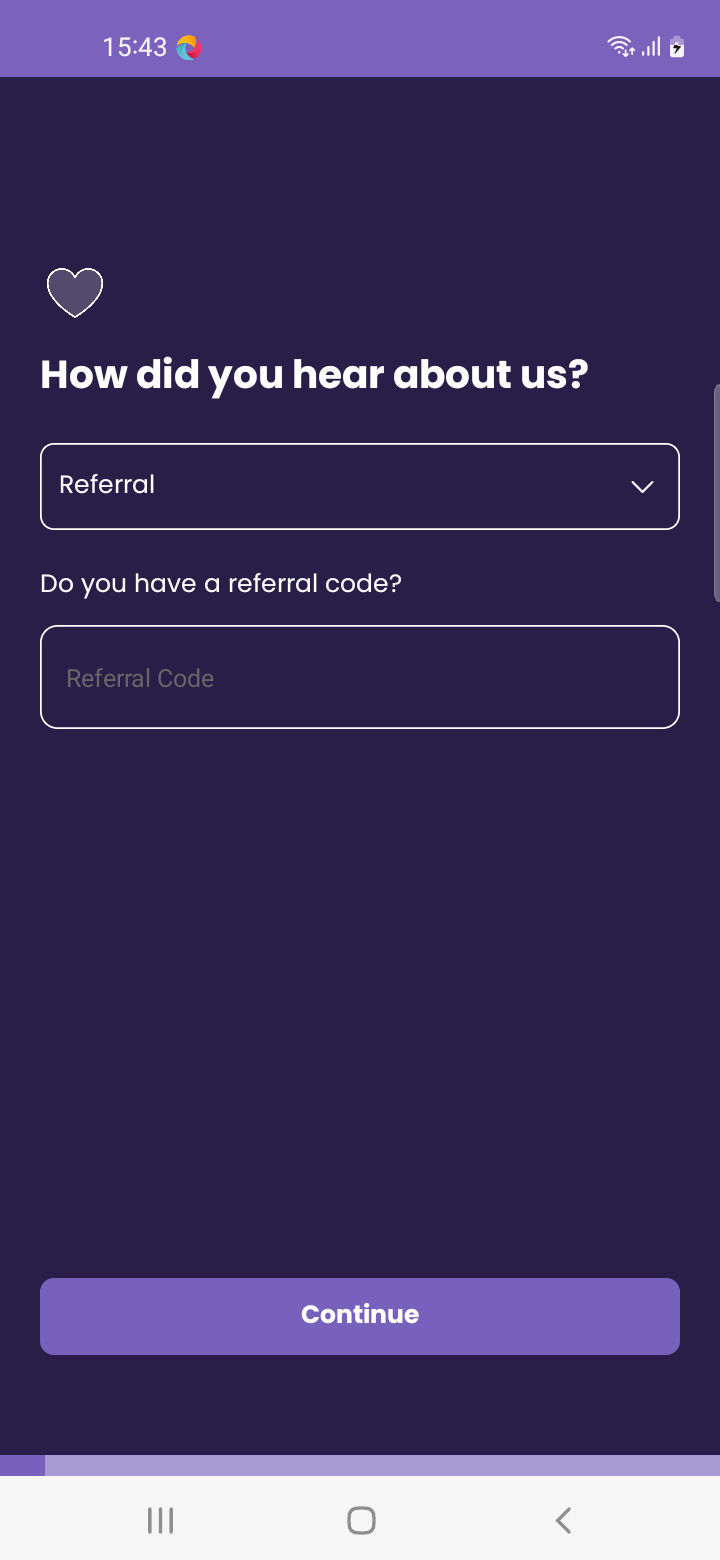 15:43
How did you hear about us?
Referral
Do you have a referral code?
Referral Code
Continue